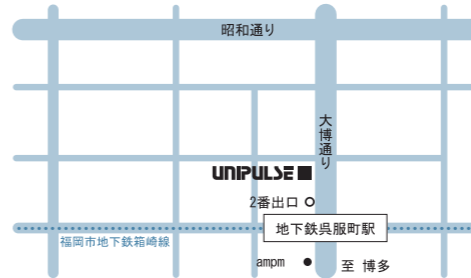 昭和通り
大博通り
UNIPULSE
2番出口
地下鉄呉服町駅
福岡市地下鉄箱崎線
ampm
至 博多